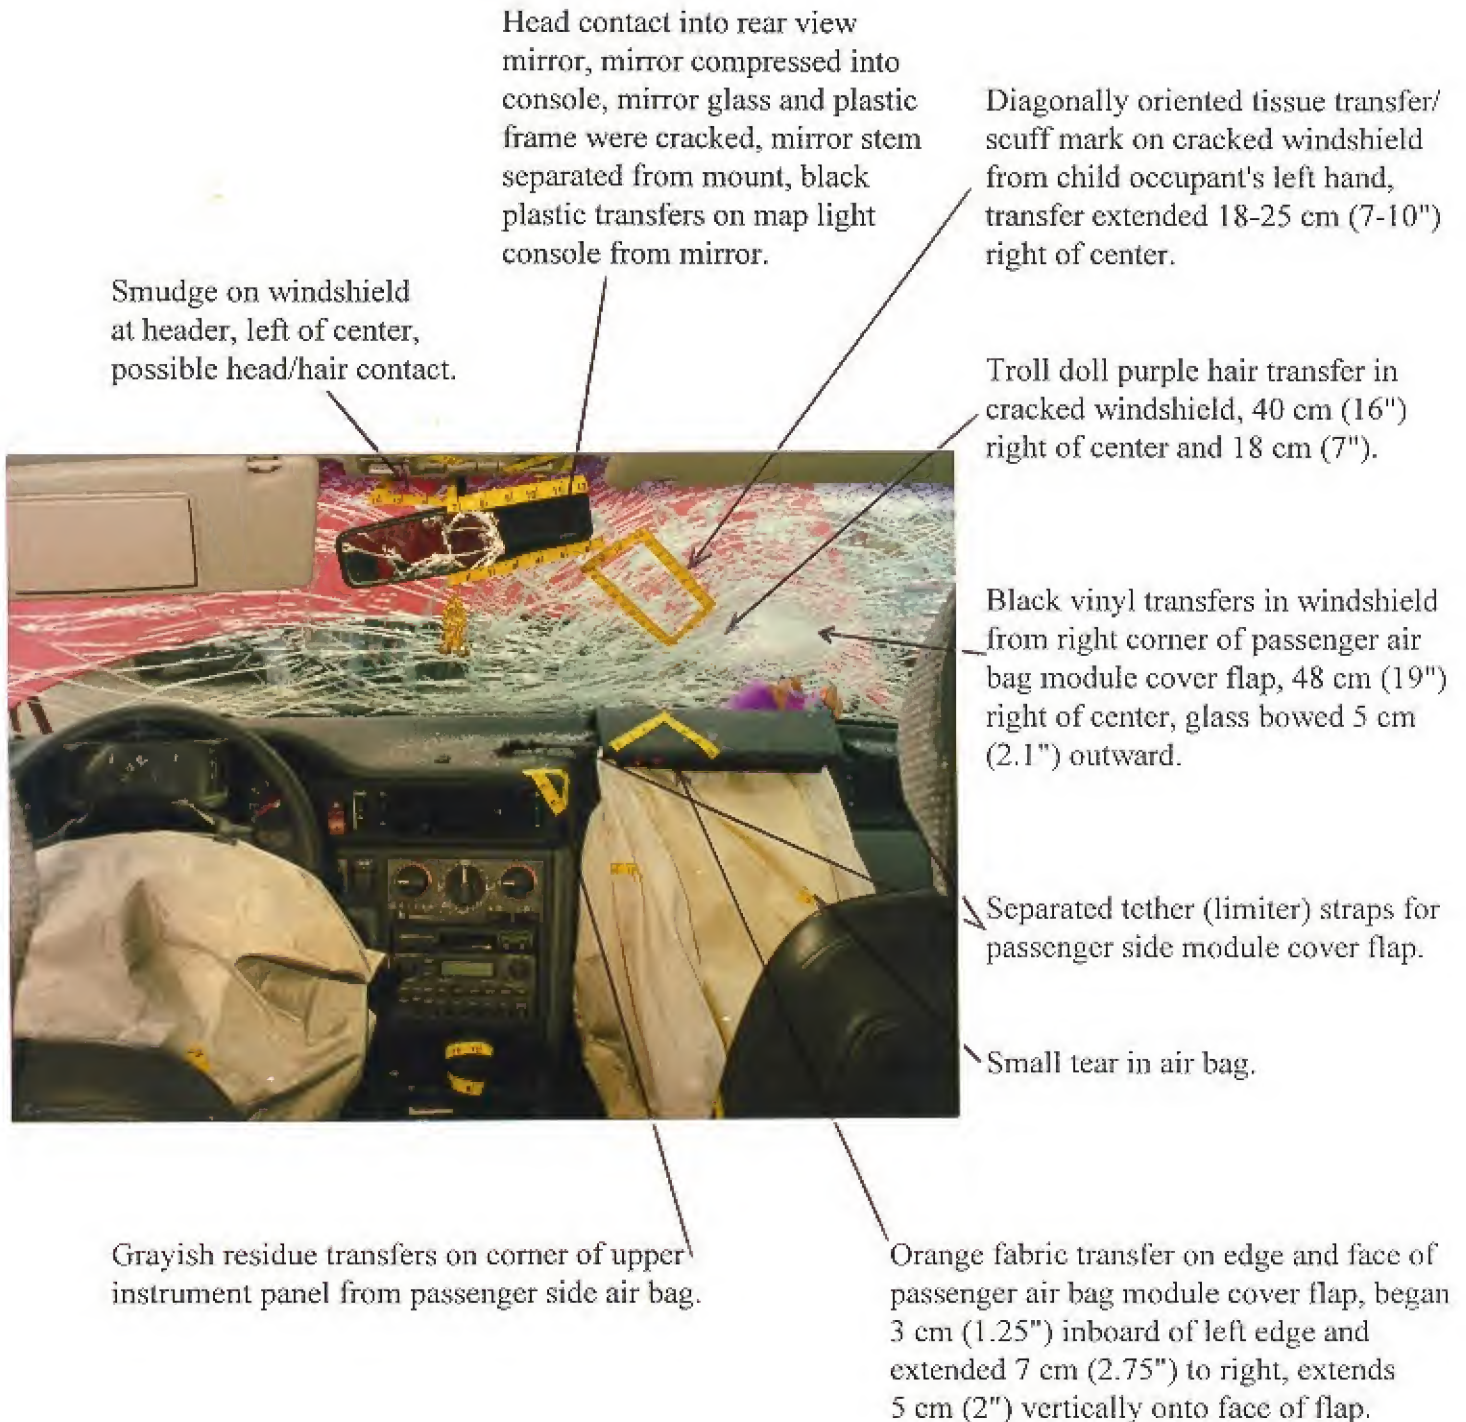 Head contact into rear view
mirror, mirror compressed into
console, mirror glass and plastic
frame were cracked, mirror stem
separated from mount, black
plastic transfers on map light
console from mirror.
Diagonally oriented tissue transfer/
scuff mark on cracked windshield
from child occupant's left hand,
transfer extended 18-25 cm (7-10")
right of center.
Smudge on windshield
at header, left of center,
possible head/hair contact.
Troll doll purple hair transfer in
cracked windshield, 40 cm (16")
right of center and 18 cm (7").
Black vinyl transfers in windshield
from right corner of passenger air
bag module cover flap, 48 cm (19")
right of center, glass bowed 5 cm
(2.1") outward.
Separated tether (limiter) straps for
passenger side module cover flap.
Small tear in air bag.
Grayish residue transfers on corner of upper
instrument panel from passenger side air bag.
Orange fabric transfer on edge and face of
passenger air bag module cover flap, began
3 cm (1.25") inboard of left edge and
extended 7 cm (2.75") to right, extends
5 cm (2") vertically onto face of flap.